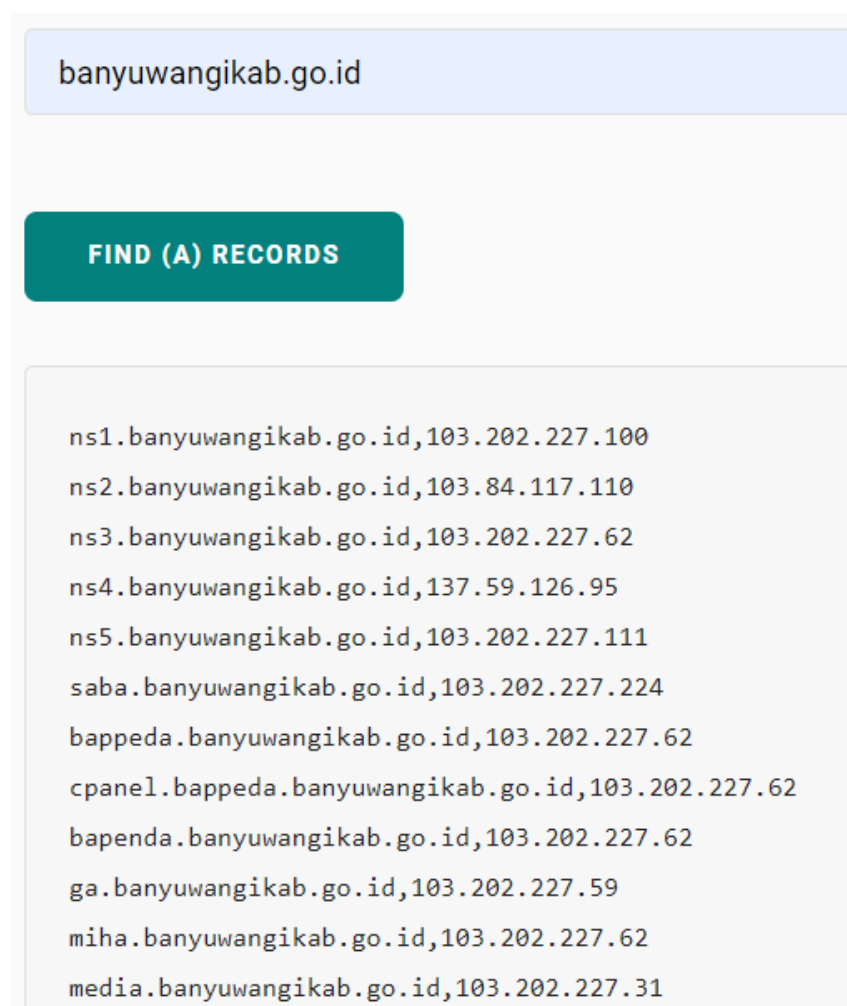 banyuwangikab.go.id
FIND (A) RECORDS
ns1.banyuwangikab.go.id,103.202.227.100
ns2.banyuwangikab.go.id,103.84.117.110
ns3.banyuwangikab.go.id,103.202.227.62
ns4.banyuwangikab.go.id,137.59.126.95
ns5.banyuwangikab.go.id,103.202.227.111
saba.banyuwangikab.go.id,103.202.227.224
bappeda.banyuwangikab.go.id,103.202.227.62
cpanel.bappeda.banyuwangikab.go.id,103.202.227.62
bapenda.banyuwangikab.go.id,103.202.227.62
ga.banyuwangikab.go.id,103.202.227.59
miha.banyuwangikab.go.id,103.202.227.62
media.banyuwangikab.go.id,103.202.227.31